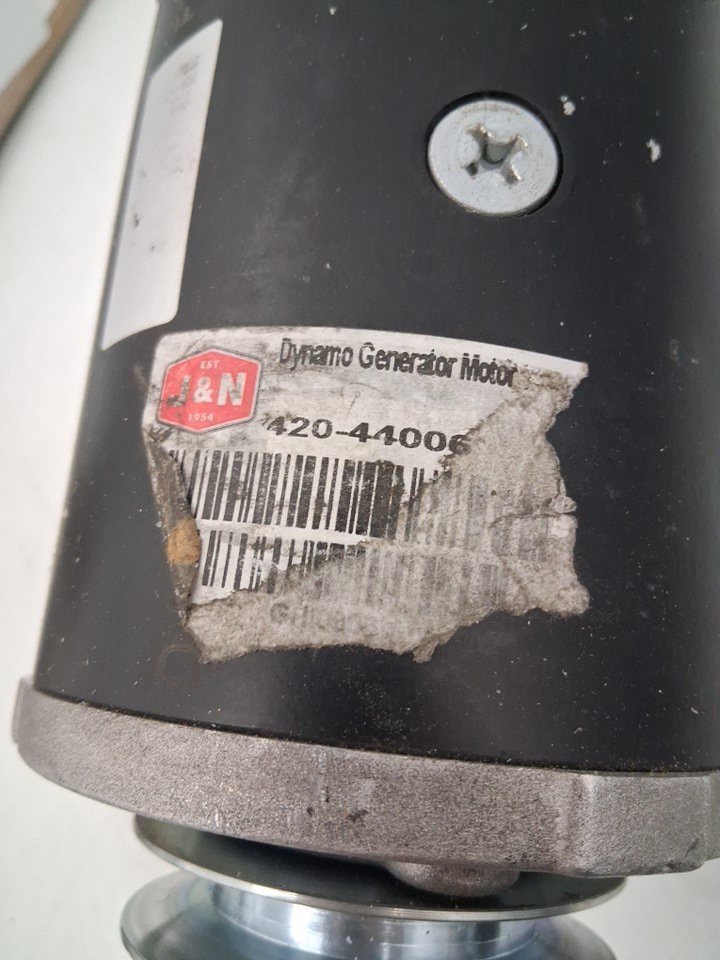 Dynamo Generator Motor
EST
J&N
1954
420-44006